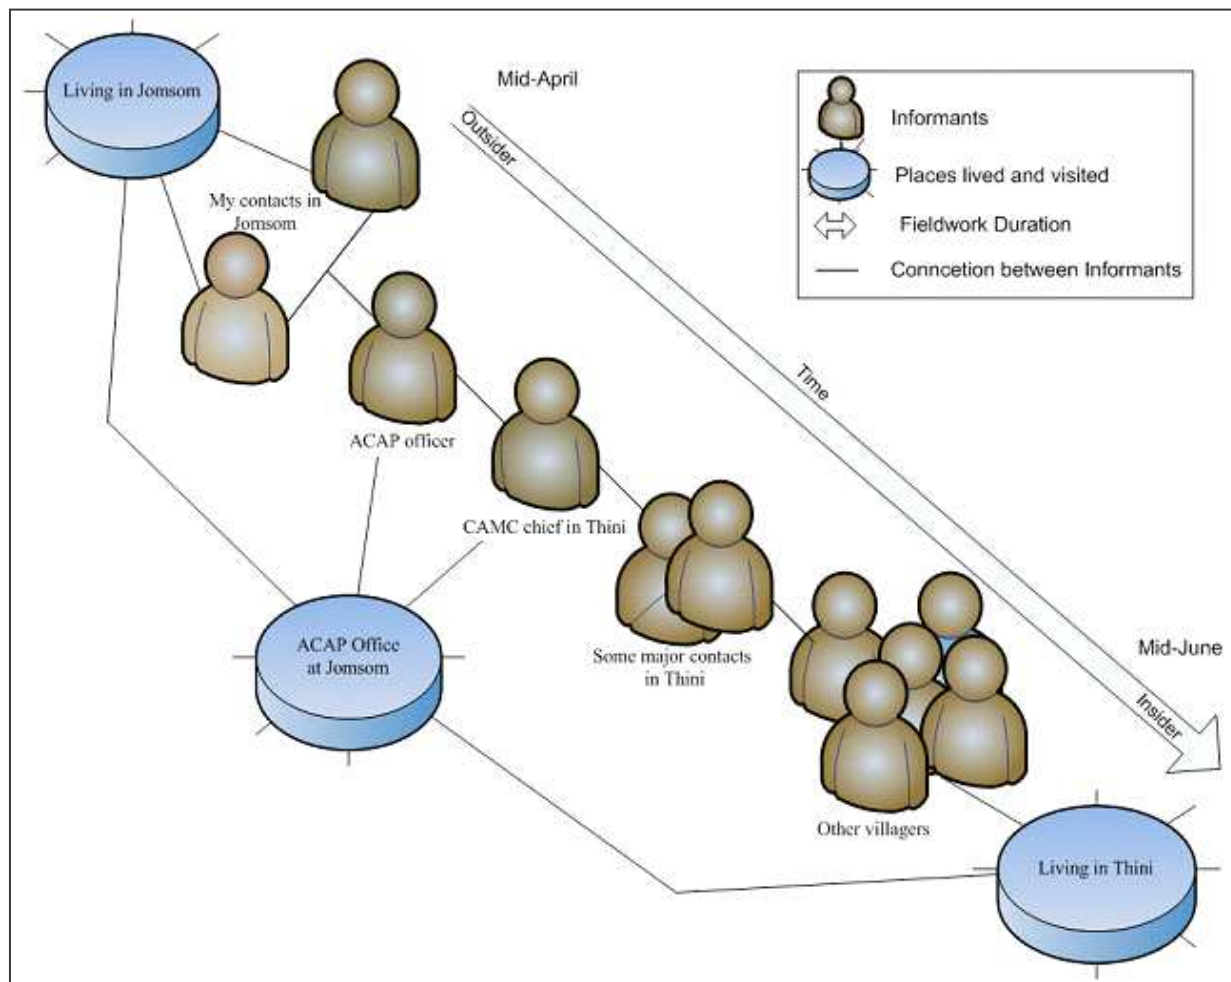 Living in Jomsom
Mid-April
Outsider
Informants
Places lived and visited
Fieldwork Duration
Conncetion between Informants
My contacts in
Jomsom
Time
ACAP officer
CAMC chief in Thini
ACAP Office
at Jomsom
Some major contacts
in Thini
Mid-June
Insider
Other villagers
Living in Thini